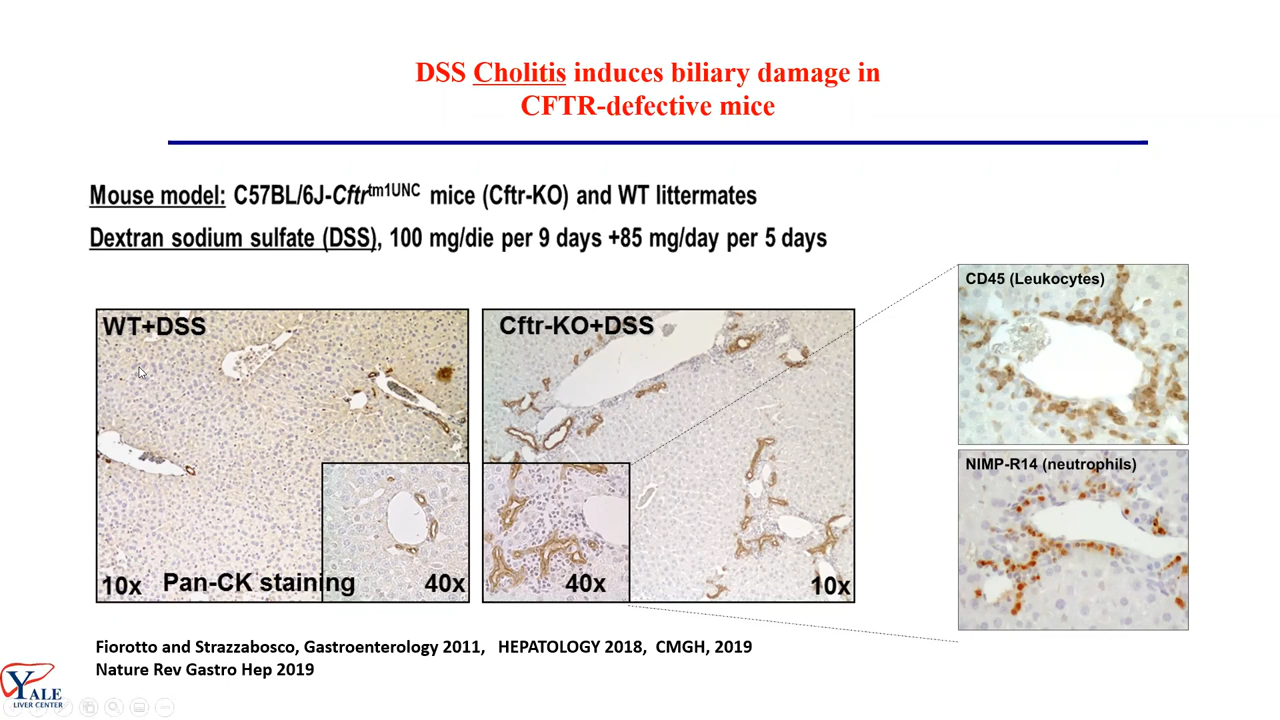 DSS Cholitis induces biliary damage in
CFTR-defective mice
Mouse model: C57BL/6J-Cftrtm1UNC mice (Cftr-KO) and WT littermates
Dextran sodium sulfate (DSS), 100 mg/die per 9 days +85 mg/day per 5 days
WT+DSS
10x
Pan-CK staining
40x
Cftr-KO+DSS
40x
10x
CD45 (Leukocytes)
NIMP-R14 (neutrophils)
Fiorotto and Strazzabosco, Gastroenterology 2011, HEPATOLOGY 2018, CMGH, 2019
Nature Rev Gastro Hep 2019
YALE
LIVER CENTER